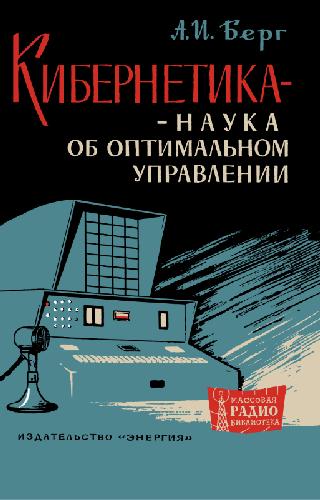 А.И. Берг
КИБЕРНЕТИКА-
-НАУКА
ОБ ОПТИМАЛЬНОМ
УПРАВЛЕНИИ
МАССОВАЯ
РАДИО
БИБЛИОТЕКА
ИЗДАТЕЛЬСТВО «ЭНЕРГИЯ»